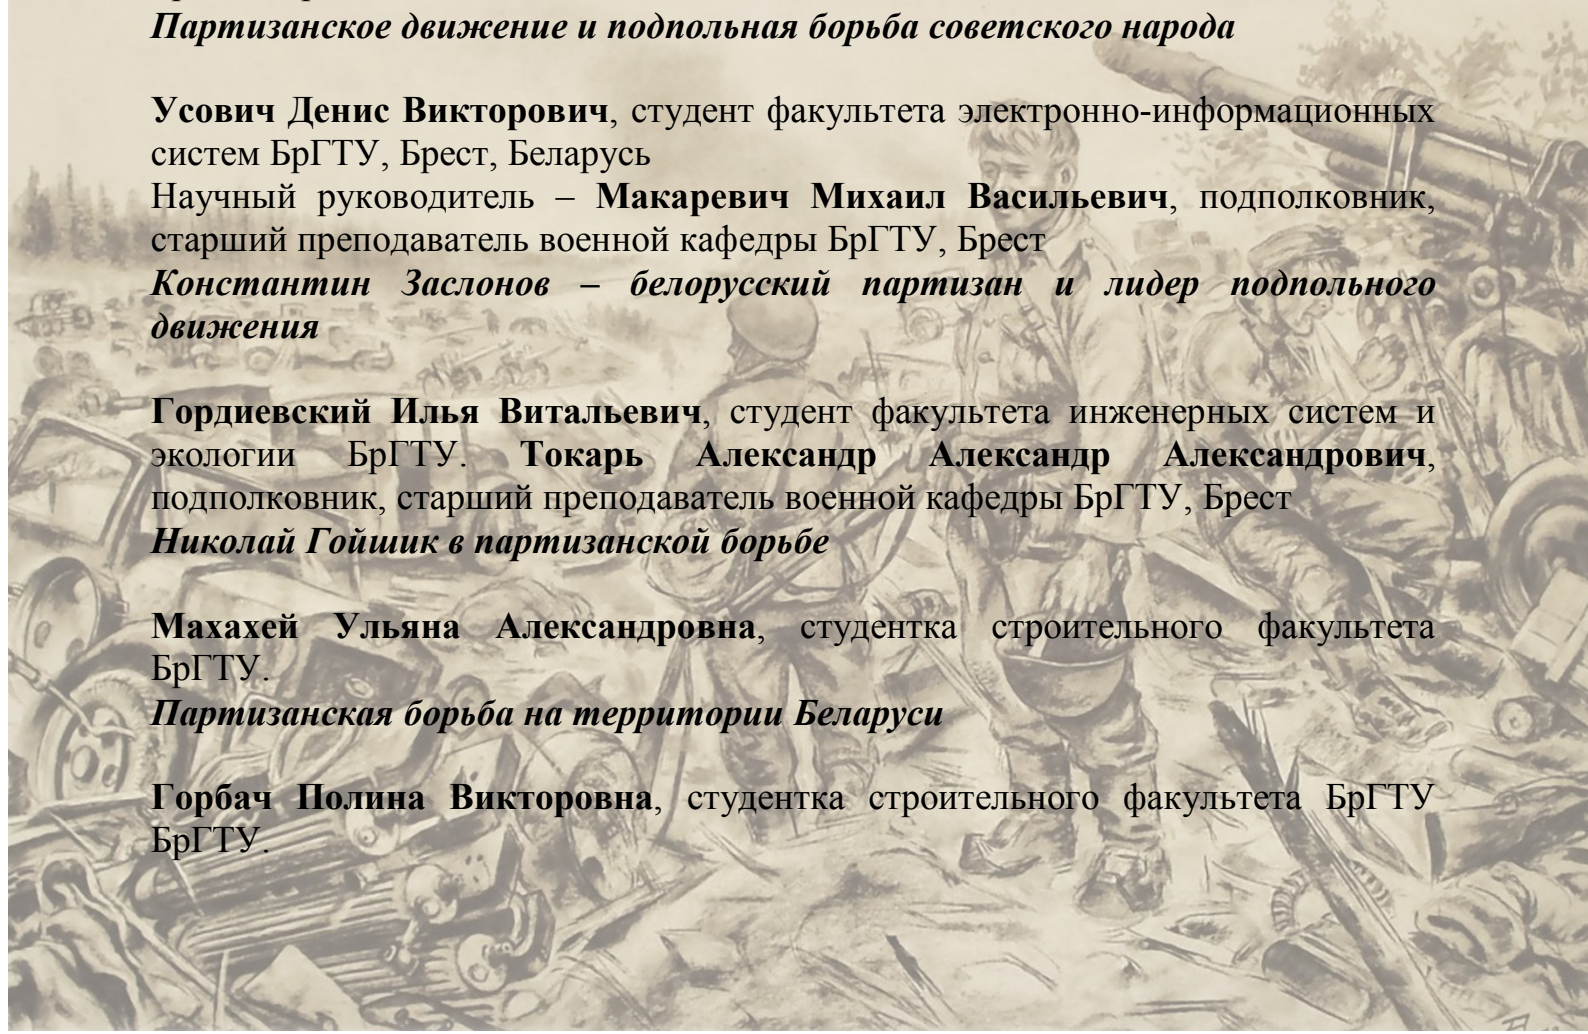 Партизанское движение и подпольная борьба советского народа
Усович Денис Викторович, студент факультета электронно-информационных
систем БрГТУ, Брест, Беларусь
Научный руководитель – Макаревич Михаил Васильевич, подполковник,
старший преподаватель военной кафедры БрГТУ, Брест
Константин Заслонов – белорусский партизан и лидер подпольного
движения
Гордиевский Илья Витальевич, студент факультета инженерных систем и
экологии БрГТУ. Токарь Александр Александр Александрович,
подполковник, старший преподаватель военной кафедры БрГТУ, Брест
Николай Гойшик в партизанской борьбе
Махахей Ульяна Александровна, студентка строительного факультета
БрГТУ.
Партизанская борьба на территории Беларуси
Горбач Полина Викторовна, студентка строительного факультета БрГТУ
БрГТУ.